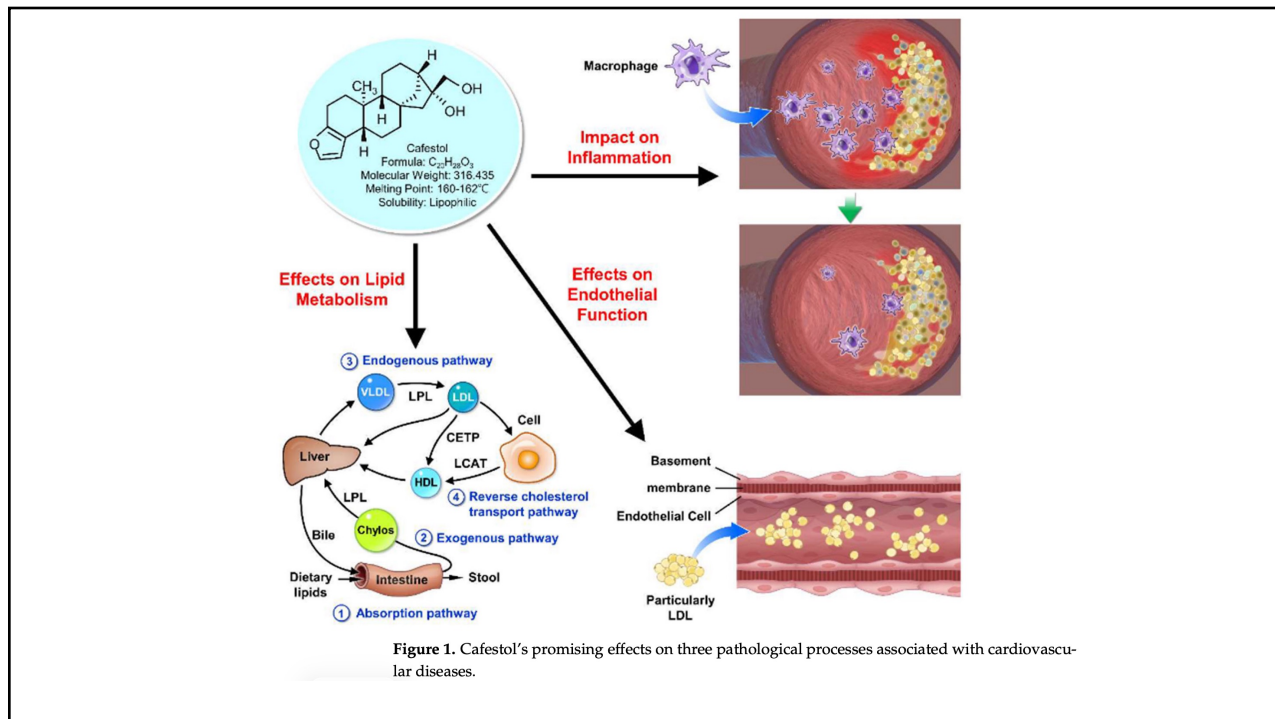 H
CH₃
H
OH
H
OH
O
H
Cafestol
Formula: C₂₀H₂₈O₃
Molecular Weight: 316.435
Melting Point: 160-162℃
Solubility: Lipophilic
Macrophage
Impact on
Inflammation
Effects on Lipid
Metabolism
Effects on
Endothelial
Function
③ Endogenous pathway
VLDL
LPL
LDL
Cell
CETP
Liver
LCAT
HDL
④ Reverse cholesterol
transport pathway
LPL
Chylos
② Exogenous pathway
Bile
Dietary
lipids
Intestine
Stool
① Absorption pathway
Basement
membrane
Endothelial Cell
Particularly
LDL
Figure 1. Cafestol’s promising effects on three pathological processes associated with cardiovascu-
lar diseases.